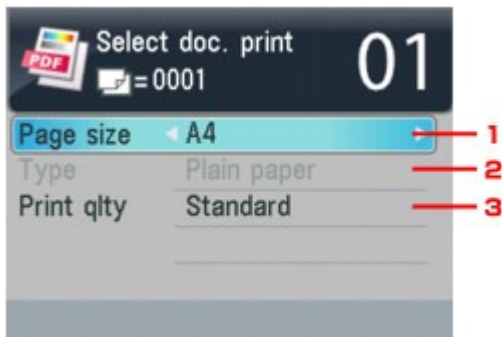 PDF
Select doc. print
=0001
01
Page size A4 1
Type Plain paper 2
Print qlty Standard 3